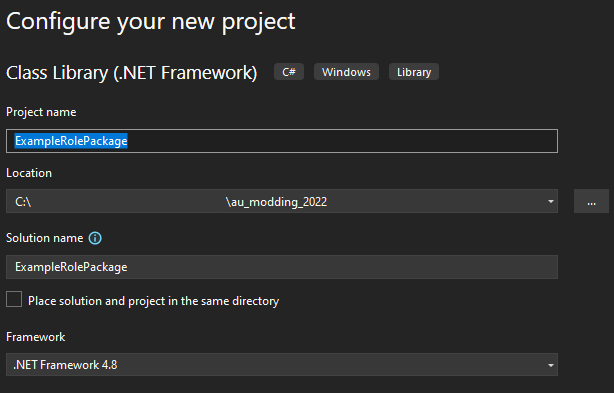 Configure your new project
Class Library (.NET Framework) C# Windows Library
Project name
ExampleRolePackage
Location
C:\ \au_modding_2022 ...
Solution name
ExampleRolePackage
Place solution and project in the same directory
Framework
.NET Framework 4.8